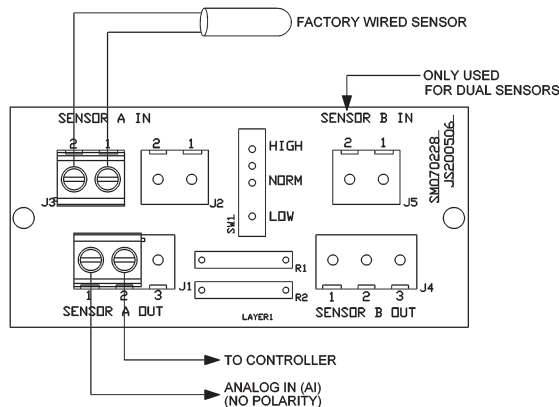 FACTORY WIRED SENSOR
ONLY USED
FOR DUAL SENSORS
SENSOR A IN
SENSOR B IN
2 1
2 1
2 1
HIGH
NORM
LOW
SW1
J3
J2
J5
SM070228
JS200506
R1
R2
J1
J4
1 2 3
1 2 3
SENSOR A OUT
SENSOR B OUT
LAYER1
TO CONTROLLER
ANALOG IN (AI)
(NO POLARITY)